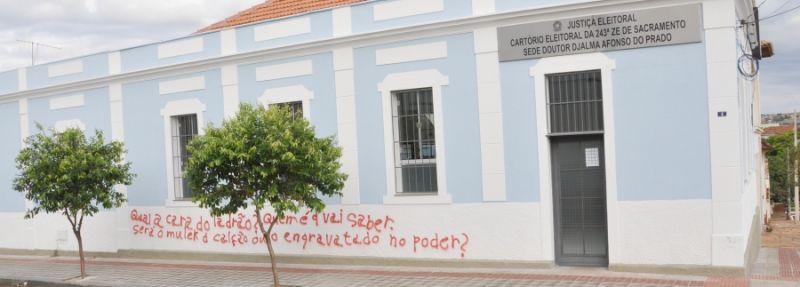 JUSTIÇA ELEITORAL
CARTÓRIO ELEITORAL DA 243ª ZE DE SACRAMENTO
SEDE DOUTOR DJALMA AFONSO DO PRADO
Qual a cara do ladrão? Quem é q vai saber.
será o muler d calção ou o engravatado no poder?